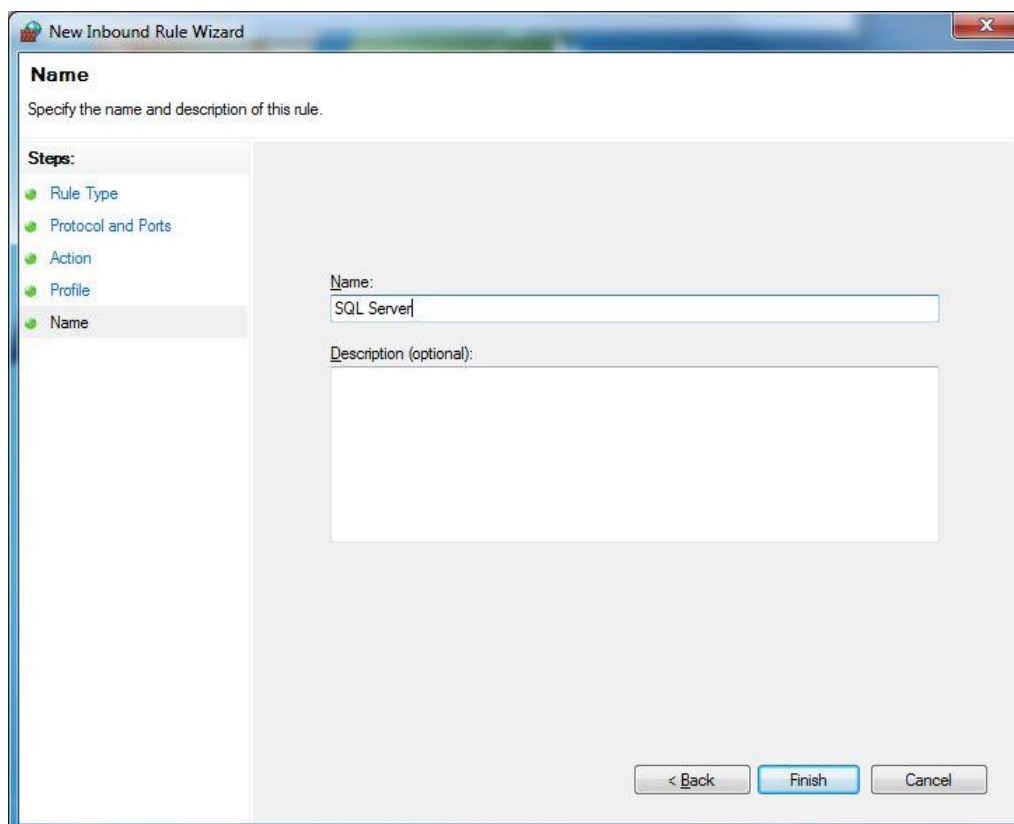 New Inbound Rule Wizard
X
Name
Specify the name and description of this rule.
Steps:
Rule Type
Protocol and Ports
Action
Profile
Name
Name:
SQL Server
Description (optional):
< Back
Finish
Cancel